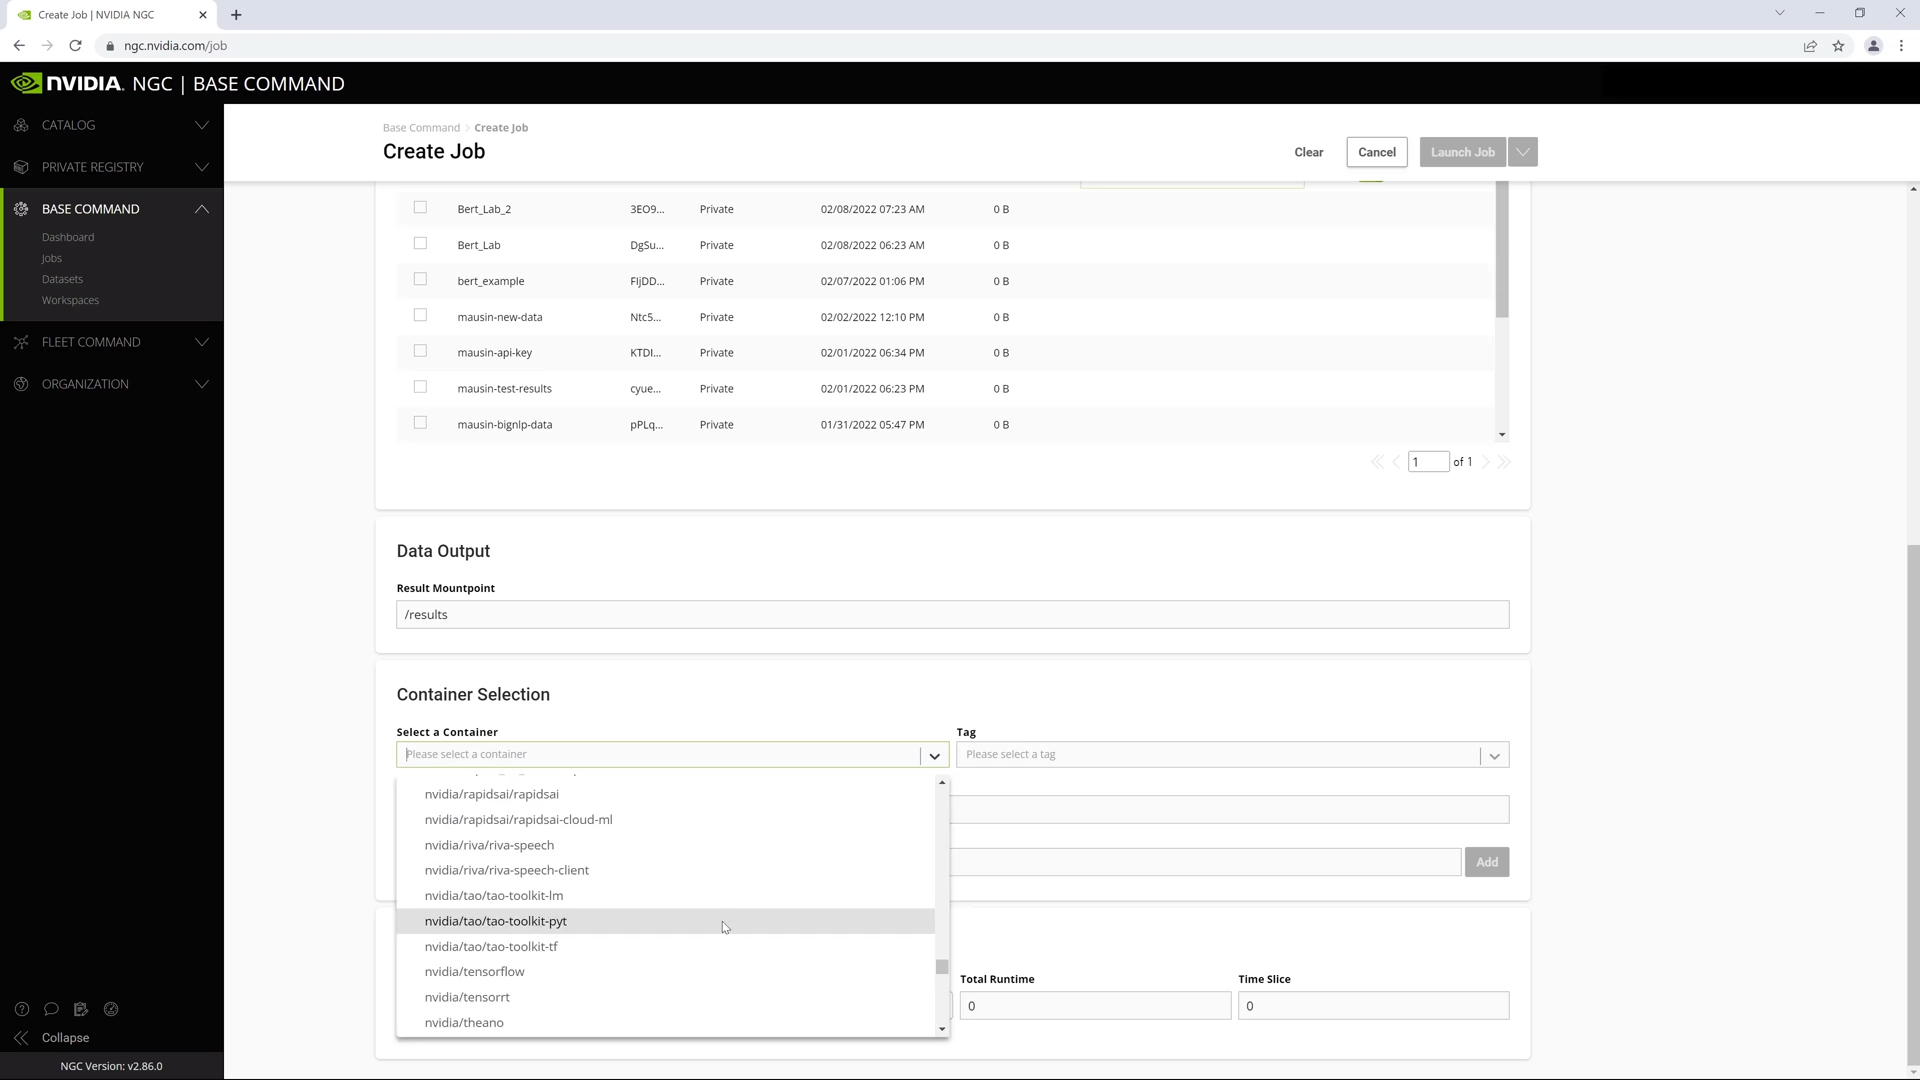 Create Job | NVIDIA NGC
ngc.nvidia.com/job
NVIDIA. NGC | BASE COMMAND
CATALOG
PRIVATE REGISTRY
BASE COMMAND
Dashboard
Jobs
Datasets
Workspaces
FLEET COMMAND
ORGANIZATION
Collapse
NGC Version: v2.86.0
Base Command > Create Job
Create Job
Clear
Cancel
Launch Job
Bert_Lab_2 3EO9... Private 02/08/2022 07:23 AM 0 B
Bert_Lab DgSu... Private 02/08/2022 06:23 AM 0 B
bert_example FIjDD... Private 02/07/2022 01:06 PM 0 B
mausin-new-data Ntc5... Private 02/02/2022 12:10 PM 0 B
mausin-api-key KTDI... Private 02/01/2022 06:34 PM 0 B
mausin-test-results cyue... Private 02/01/2022 06:23 PM 0 B
mausin-bignlp-data pPLq... Private 01/31/2022 05:47 PM 0 B
1 of 1
Data Output
Result Mountpoint
/results
Container Selection
Select a Container
Please select a container
Tag
Please select a tag
nvidia/rapidsai/rapidsai
nvidia/rapidsai/rapidsai-cloud-ml
nvidia/riva/riva-speech
nvidia/riva/riva-speech-client
nvidia/tao/tao-toolkit-lm
nvidia/tao/tao-toolkit-pyt
nvidia/tao/tao-toolkit-tf
nvidia/tensorflow
nvidia/tensorrt
nvidia/theano
Add
Total Runtime
0
Time Slice
0